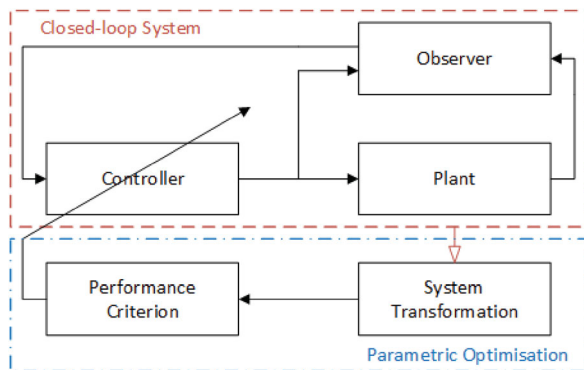 Closed-loop System
Observer
Controller
Plant
Performance
Criterion
System
Transformation
Parametric Optimisation